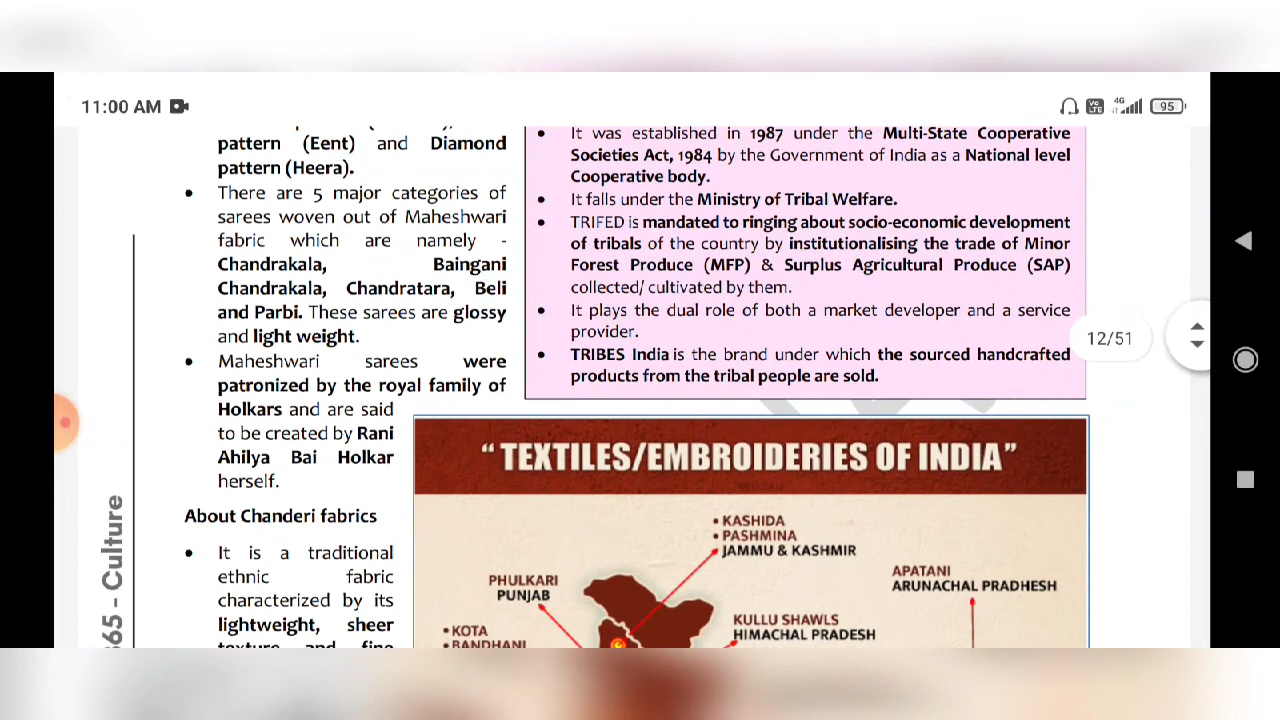 11:00 AM
4G
Vo
LTE
95
pattern (Eent) and Diamond
pattern (Heera).
There are 5 major categories of
sarees woven out of Maheshwari
fabric which are namely -
Chandrakala, Baingani
Chandrakala, Chandratara, Beli
and Parbi. These sarees are glossy
and light weight.
Maheshwari sarees were
patronized by the royal family of
Holkars and are said
to be created by Rani
Ahilya Bai Holkar
herself.
About Chanderi fabrics
It is a traditional
ethnic fabric
characterized by its
lightweight, sheer
texture and fine
It was established in 1987 under the Multi-State Cooperative
Societies Act, 1984 by the Government of India as a National level
Cooperative body.
It falls under the Ministry of Tribal Welfare.
TRIFED is mandated to ringing about socio-economic development
of tribals of the country by institutionalising the trade of Minor
Forest Produce (MFP) & Surplus Agricultural Produce (SAP)
collected/ cultivated by them.
It plays the dual role of both a market developer and a service
provider.
TRIBES India is the brand under which the sourced handcrafted
products from the tribal people are sold.
12/51
65 - Culture
“ TEXTILES/EMBROIDERIES OF INDIA”
• KASHIDA
• PASHMINA
JAMMU & KASHMIR
PHULKARI
PUNJAB
APATANI
ARUNACHAL PRADHESH
KULLU SHAWLS
HIMACHAL PRADESH
• KOTA
• BANDHANI